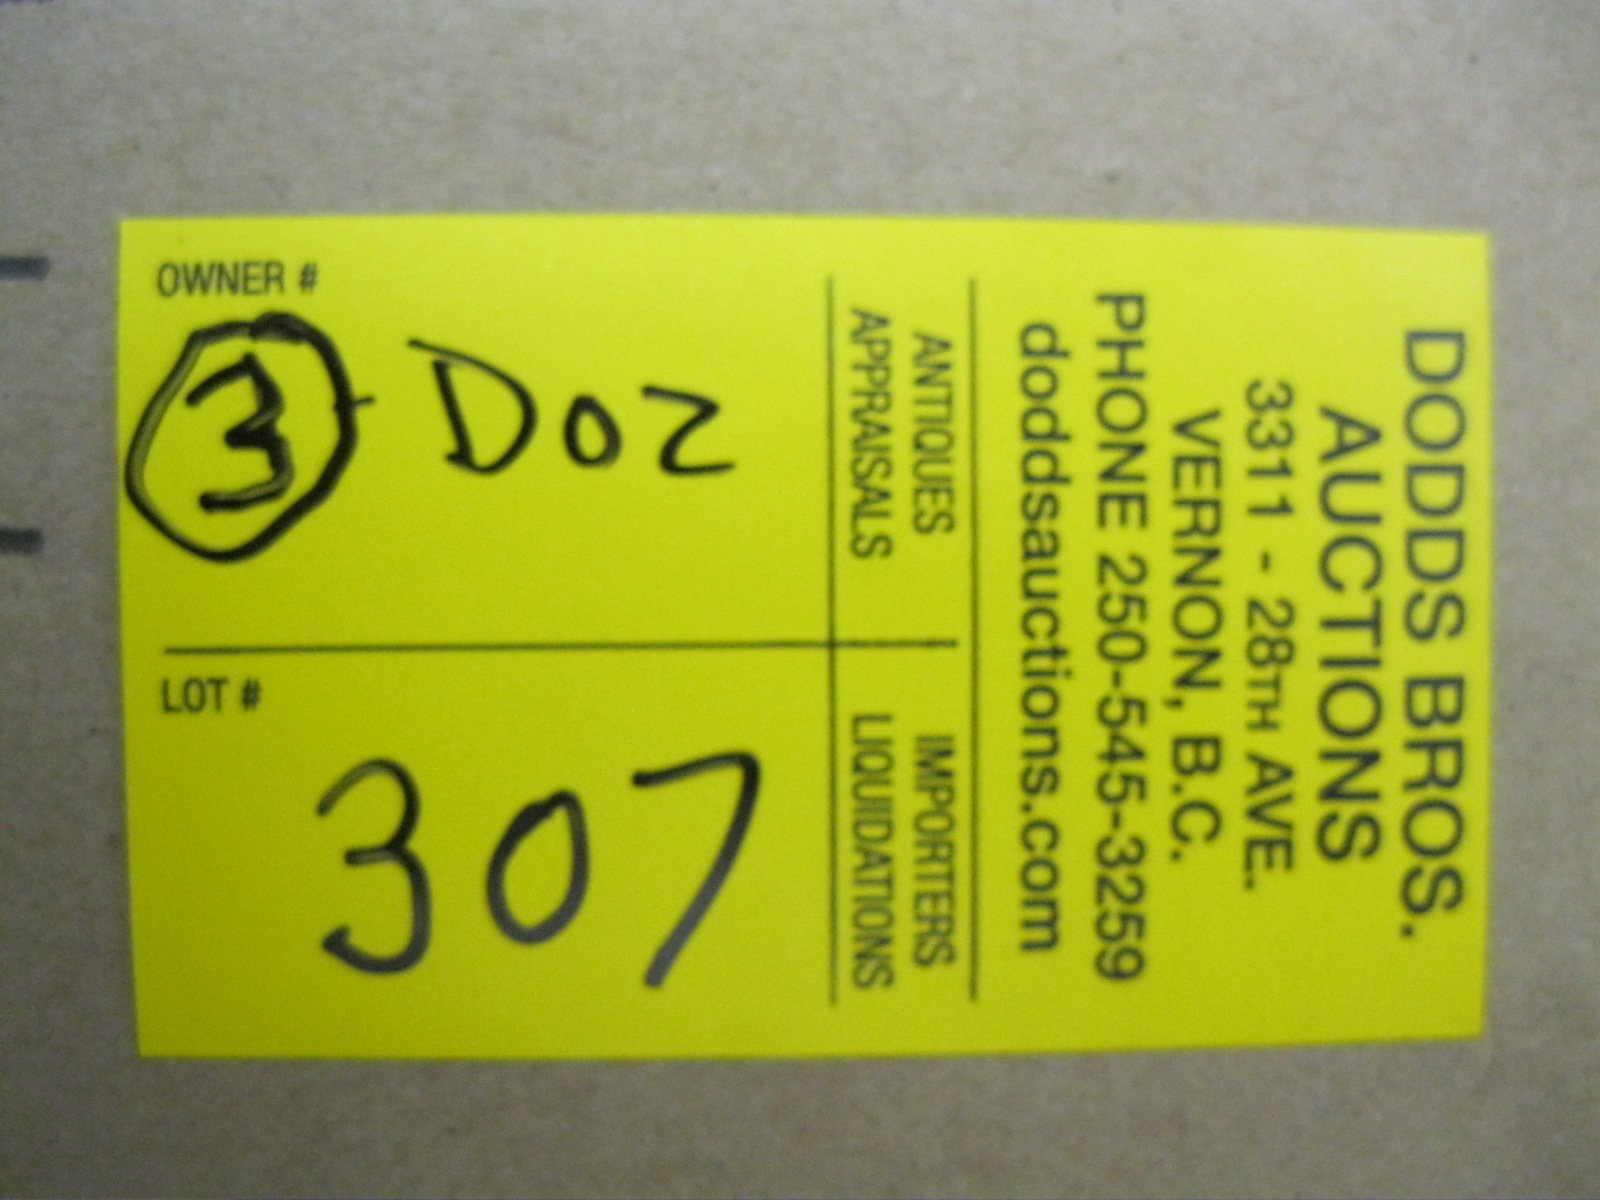 DODDS BROS.
AUCTIONS
3311 - 28TH AVE.
VERNON, B.C.
PHONE 250-545-3259
doddsauctions.com
ANTIQUES
APPRAISALS
IMPORTERS
LIQUIDATIONS
OWNER #
3 - DOZ
LOT #
307